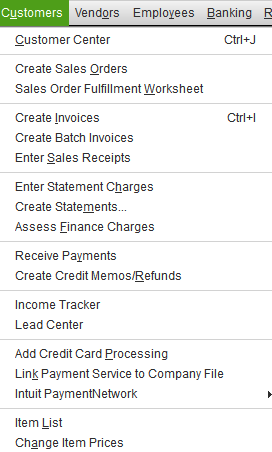 Customers Vendors Employees Banking R
Customer Center Ctrl+J
Create Sales Orders
Sales Order Fulfillment Worksheet
Create Invoices Ctrl+I
Create Batch Invoices
Enter Sales Receipts
Enter Statement Charges
Create Statements...
Assess Finance Charges
Receive Payments
Create Credit Memos/Refunds
Income Tracker
Lead Center
Add Credit Card Processing
Link Payment Service to Company File
Intuit PaymentNetwork
Item List
Change Item Prices